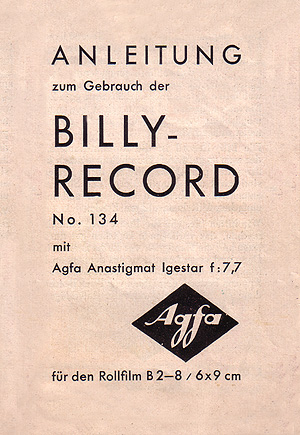 ANLEITUNG
zum Gebrauch der
BILLY-
RECORD
No. 134
mit
Agfa Anastigmat Igestar f:7,7
Agfa
für den Rollfilm B2–8 / 6x9 cm